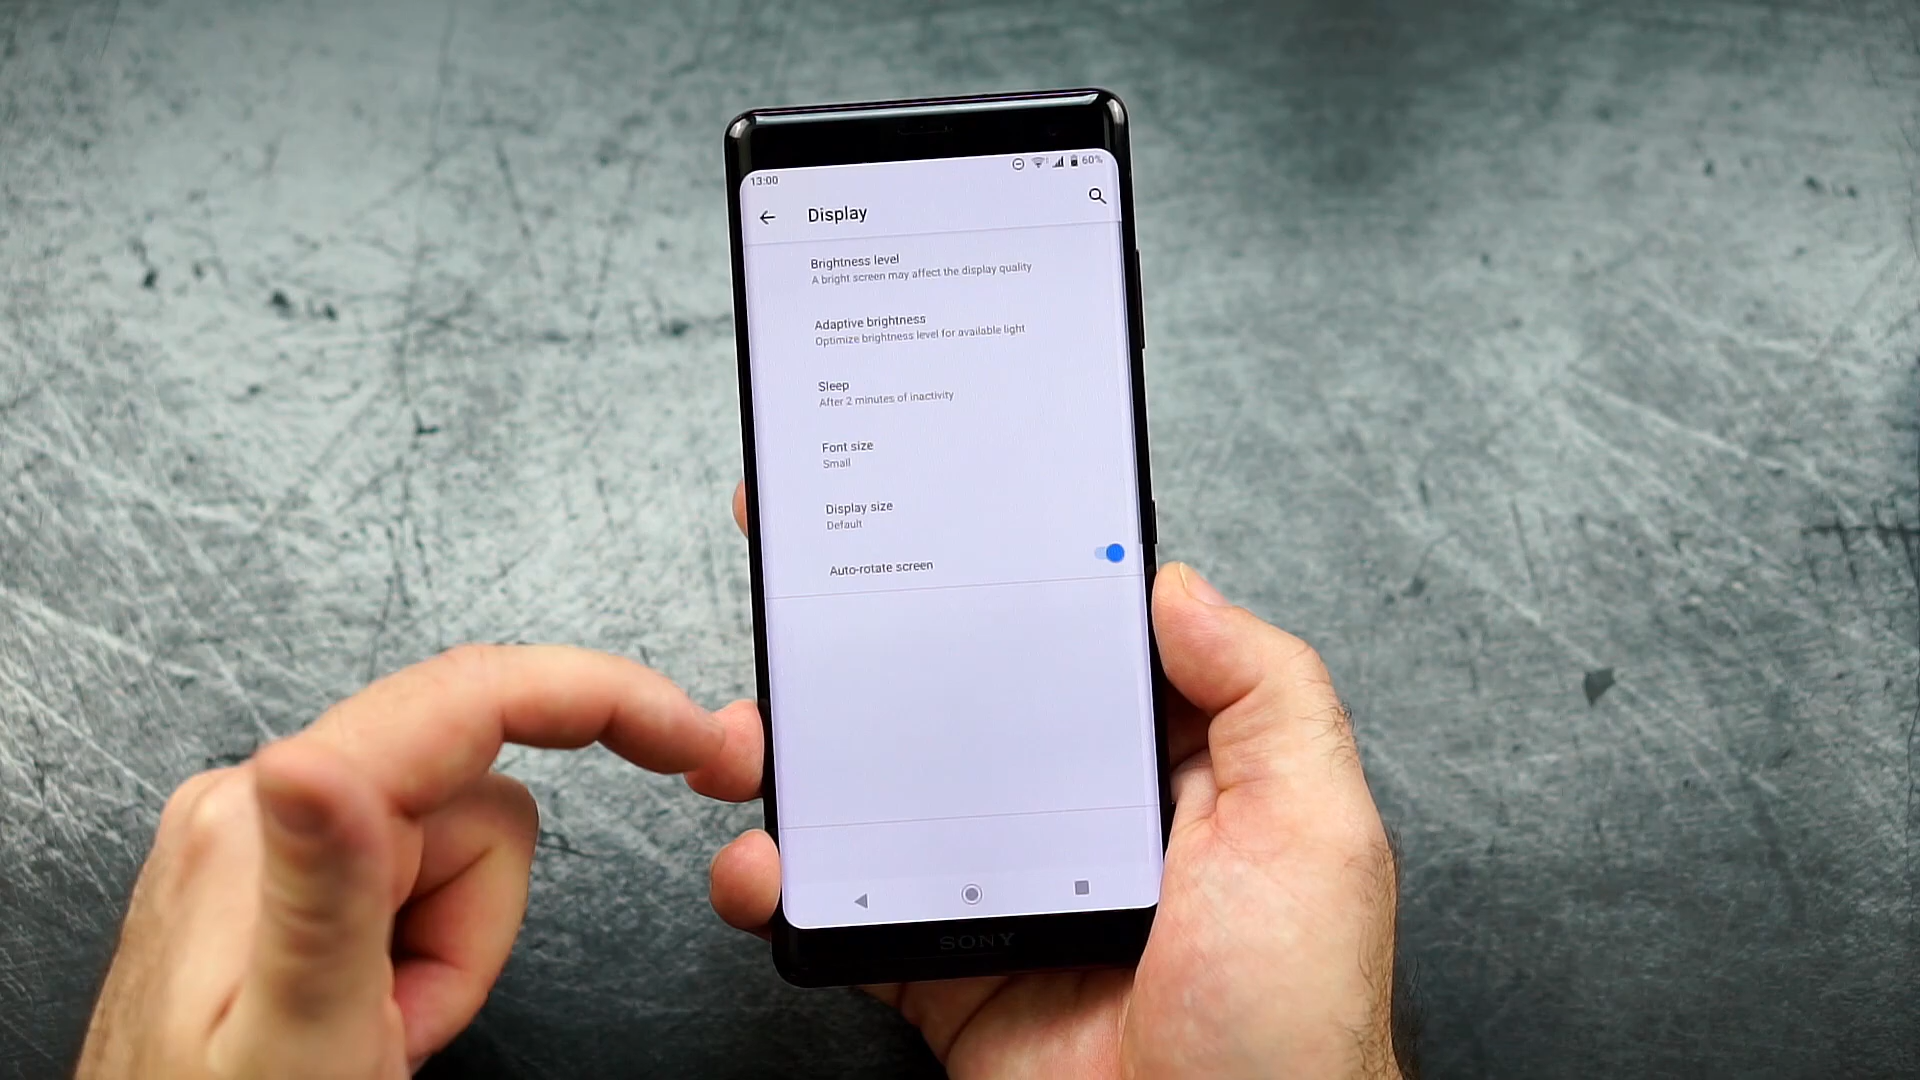 13:00 60%
Display
Brightness level
A bright screen may affect the display quality
Adaptive brightness
Optimize brightness level for available light
Sleep
After 2 minutes of inactivity
Font size
Small
Display size
Default
Auto-rotate screen
SONY